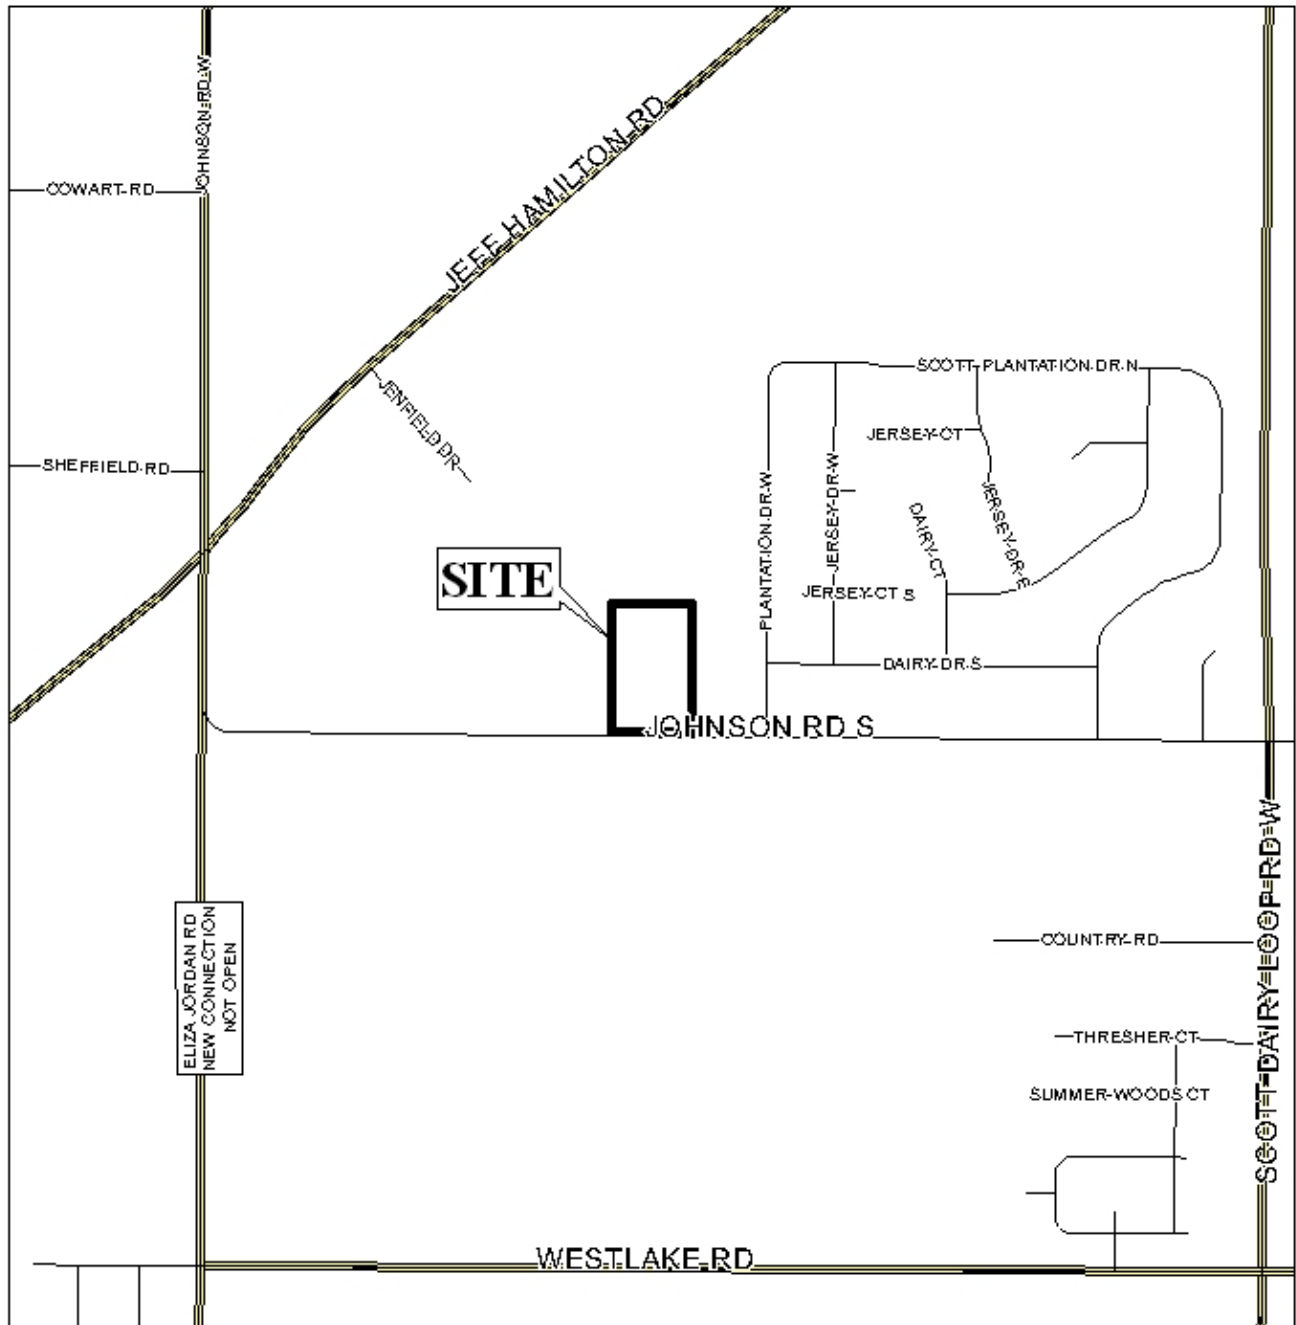 JOHNSON RD W
COWART RD
JEFF HAMILTON RD
JENFIELD DR
SHEFFIELD RD
SCOTT PLANTATION DR N
JERSEY CT
PLANTATION DR W
JERSEY DR W
DAIRY CT
JERSEY DR E
SITE
JERSEY CT S
DAIRY DR S
JOHNSON RD S
SCOTT DAIRY LOOP RD W
ELIZA JORDAN RD
NEW CONNECTION
NOT OPEN
COUNTRY RD
THRESHER CT
SUMMER WOODS CT
WESTLAKE RD